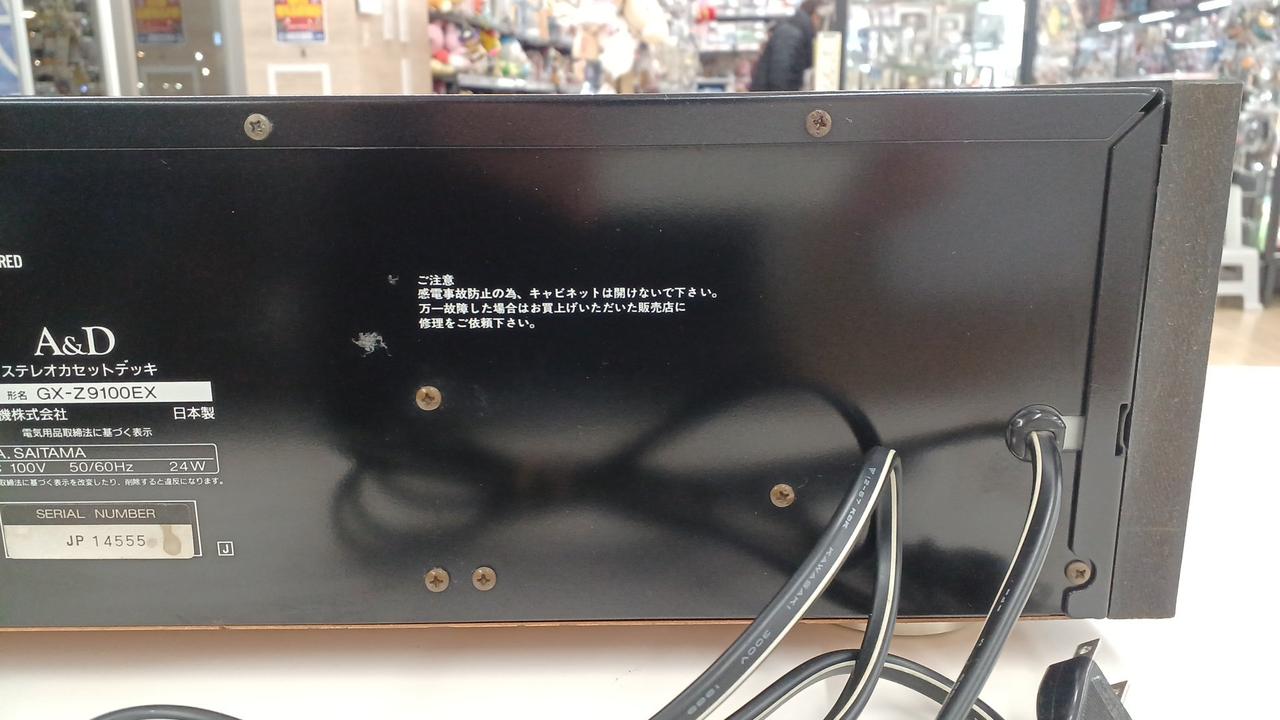 RED
ご注意
感電事故防止の為、キャビネットは開けないで下さい。
万一故障した場合はお買上げいただいた販売店に
修理をご依頼下さい。
A&D
ステレオカセットデッキ
形名 GX-Z9100EX
機株式会社 日本製
電気用品取締法に基づく表示
A. SAITAMA
100V 50/60Hz 24W
取締法に基づく表示を改変したり、削除すると違反になります。
SERIAL NUMBER
JP 14555
J
KAWASAKI 300V